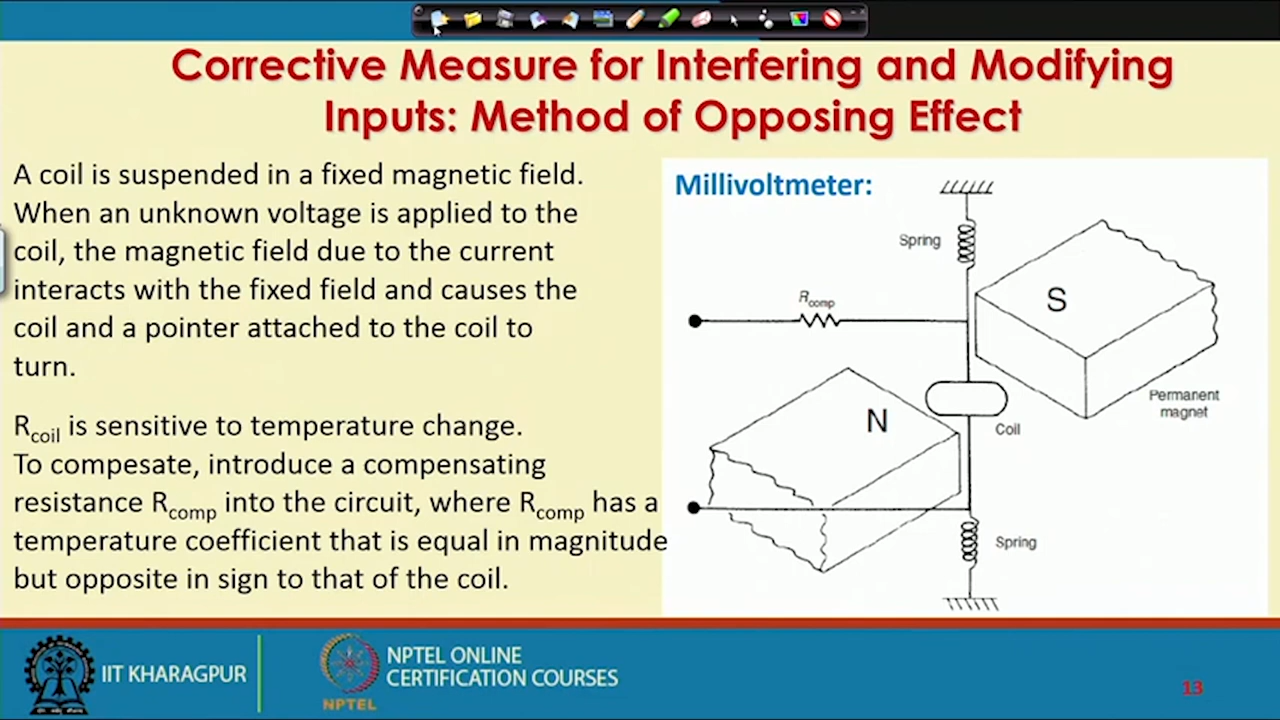 Corrective Measure for Interfering and Modifying
Inputs: Method of Opposing Effect
A coil is suspended in a fixed magnetic field.
When an unknown voltage is applied to the
coil, the magnetic field due to the current
interacts with the fixed field and causes the
coil and a pointer attached to the coil to
turn.
Rcoil is sensitive to temperature change.
To compesate, introduce a compensating
resistance Rcomp into the circuit, where Rcomp has a
temperature coefficient that is equal in magnitude
but opposite in sign to that of the coil.
Millivoltmeter:
Spring
Rcomp
S
N
Permanent
magnet
Coil
Spring
IIT KHARAGPUR
NPTEL
NPTEL ONLINE
CERTIFICATION COURSES
13